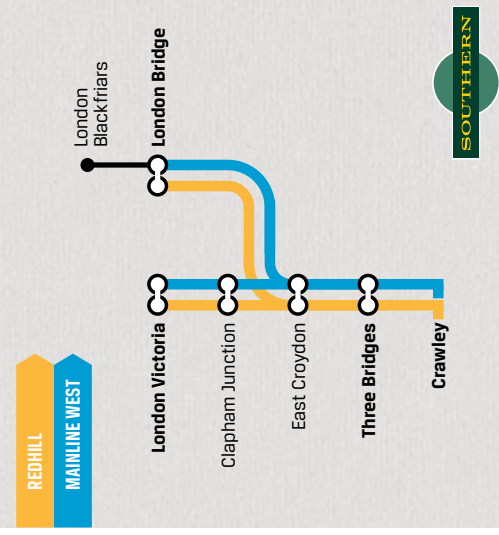 REDHILL
MAINLINE WEST
London Victoria
Clapham Junction
East Croydon
Three Bridges
Crawley
London
Blackfriars
London Bridge
SOUTHERN